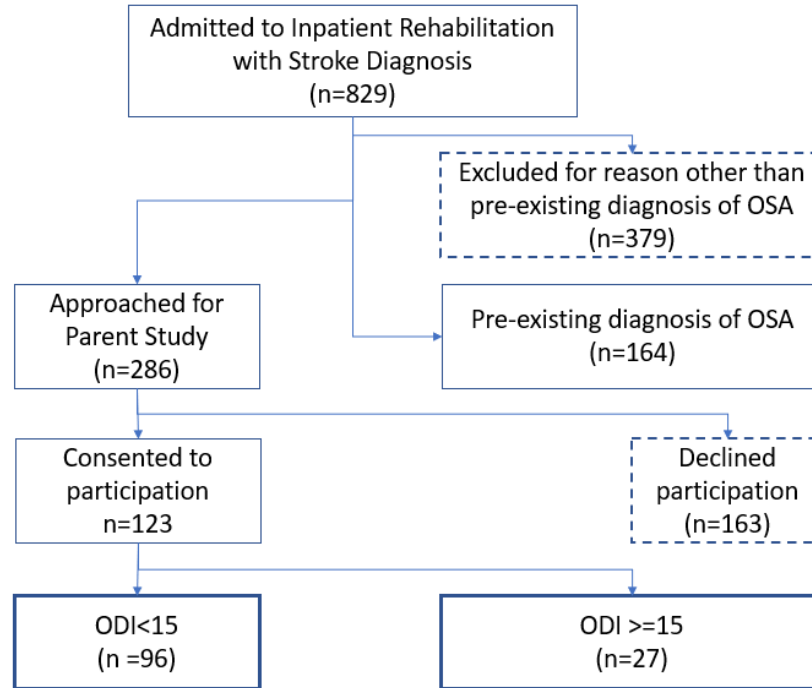 Admitted to Inpatient Rehabilitation
with Stroke Diagnosis
(n=829)
Excluded for reason other than
pre-existing diagnosis of OSA
(n=379)
Approached for
Parent Study
(n=286)
Pre-existing diagnosis of OSA
(n=164)
Consented to
participation
n=123
Declined
participation
(n=163)
ODI<15
(n =96)
ODI >=15
(n=27)